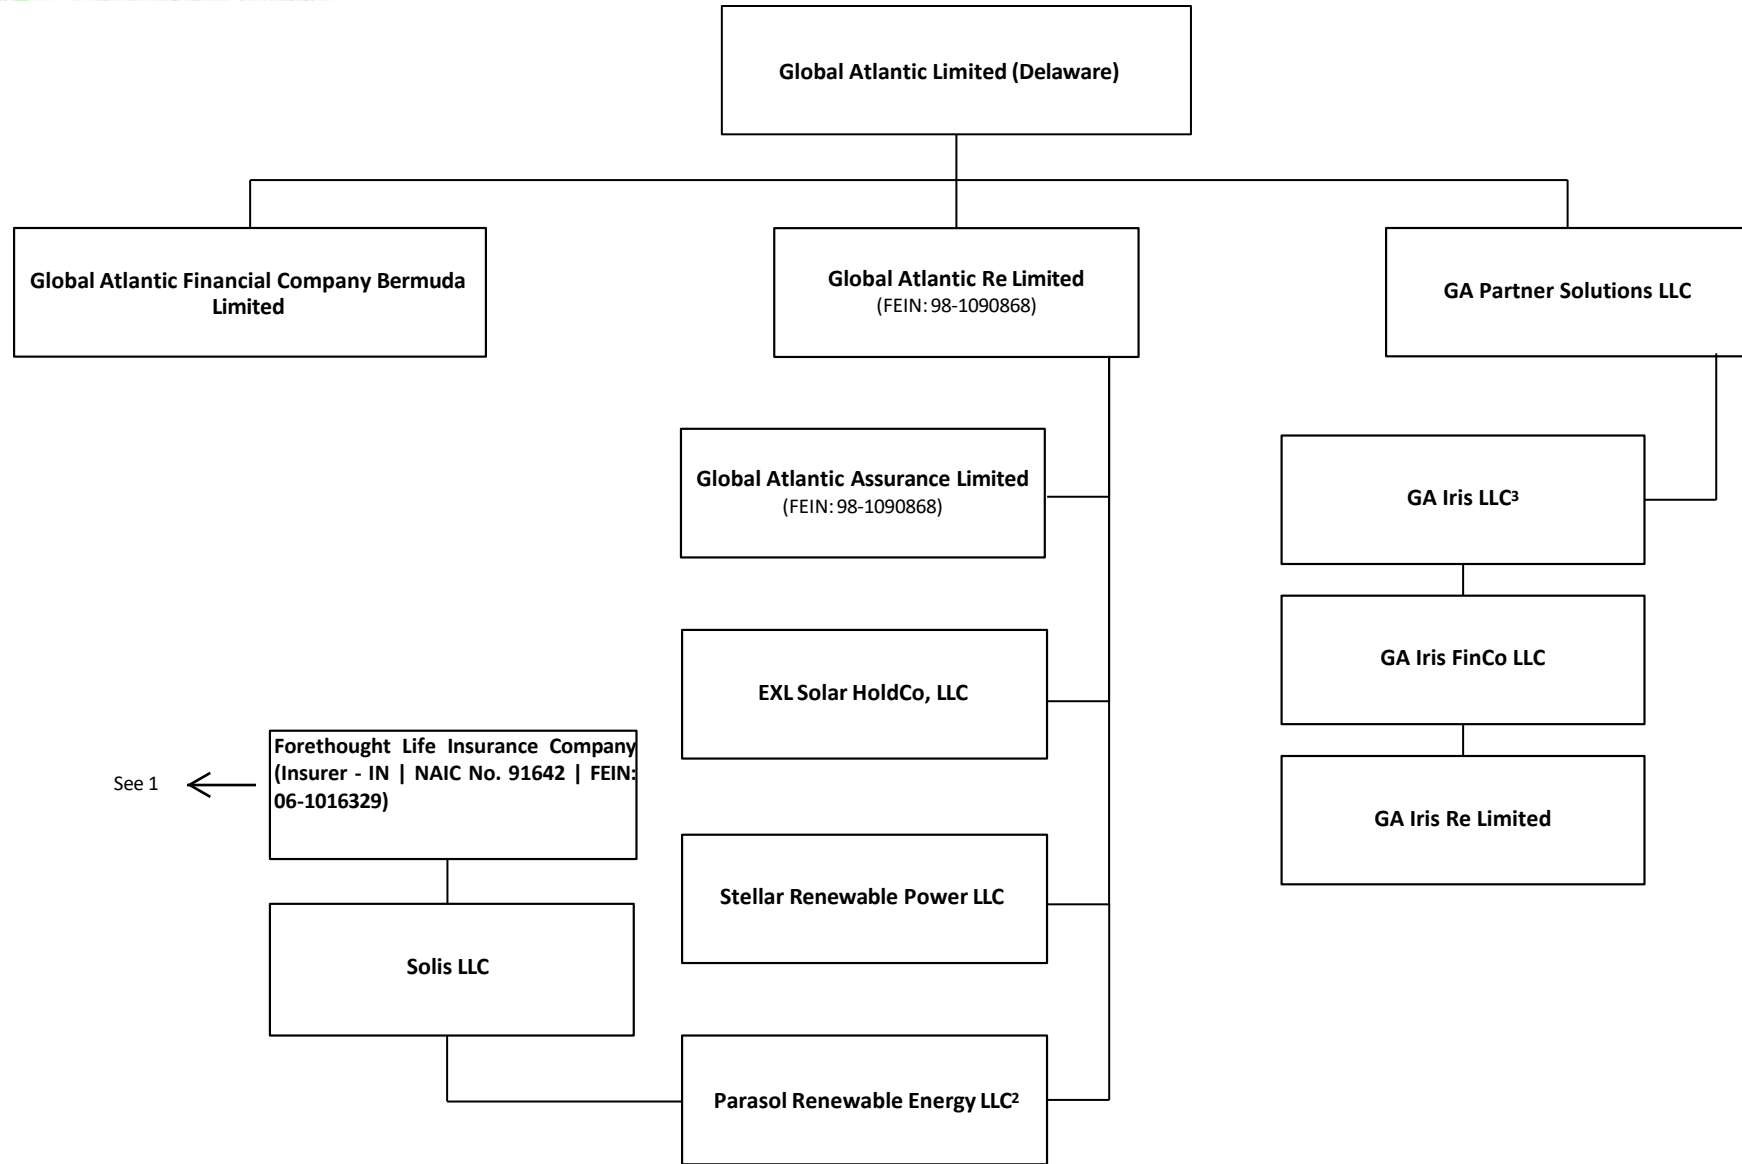 Global Atlantic Limited (Delaware)
Global Atlantic Financial Company Bermuda
Limited
Global Atlantic Re Limited
(FEIN: 98-1090868)
GA Partner Solutions LLC
Global Atlantic Assurance Limited
(FEIN: 98-1090868)
GA Iris LLC³
GA Iris FinCo LLC
EXL Solar HoldCo, LLC
Forethought Life Insurance Company
(Insurer - IN | NAIC No. 91642 | FEIN:
06-1016329)
See 1
GA Iris Re Limited
Stellar Renewable Power LLC
Solis LLC
Parasol Renewable Energy LLC²